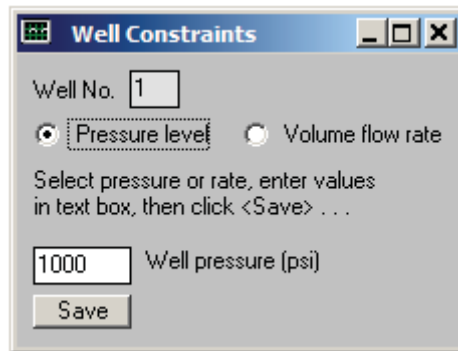 Well Constraints
Well No. 1
Pressure level Volume flow rate
Select pressure or rate, enter values
in text box, then click <Save> . . .
1000 Well pressure (psi)
Save